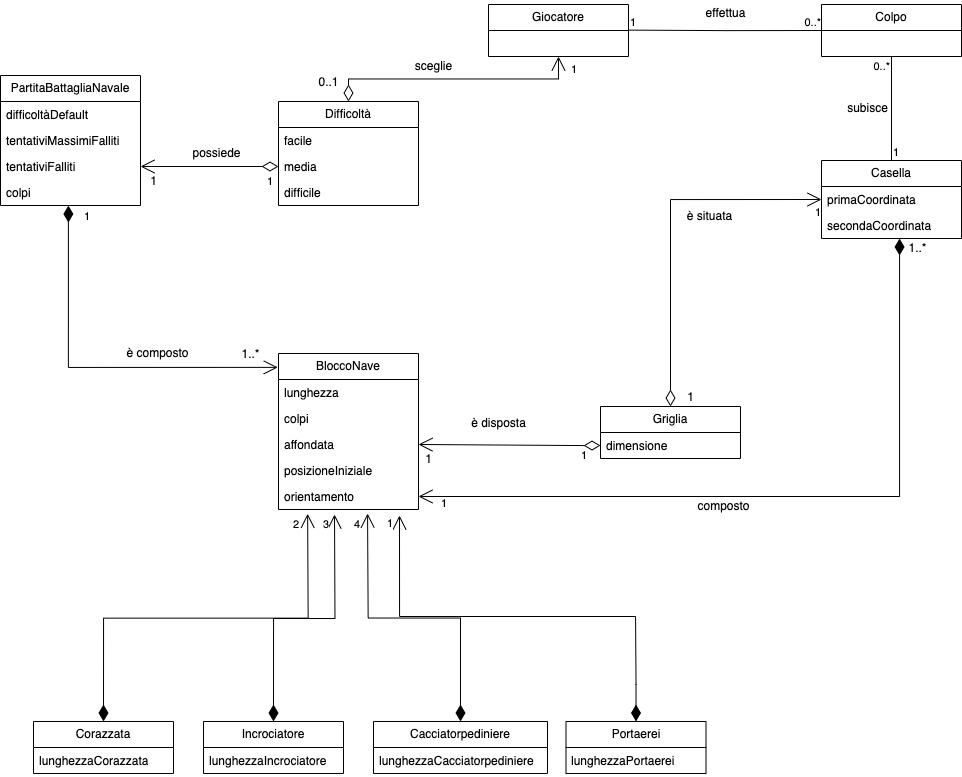 Giocatore
1
effettua
0..*
Colpo
0..*
subisce
1
sceglie
1
0..1
PartitaBattagliaNavale
difficoltàDefault
tentativiMassimiFalliti
tentativiFalliti
colpi
possiede
1
1
Difficoltà
facile
media
difficile
Casella
primaCoordinata
secondaCoordinata
1
è situata
1..*
1
è composto
1..*
BloccoNave
lunghezza
colpi
affondata
posizioneIniziale
orientamento
1
Griglia
dimensione
è disposta
1
1
1
composto
2
3
4
1
Corazzata
lunghezzaCorazzata
Incrociatore
lunghezzaIncrociatore
Cacciatorpediniere
lunghezzaCacciatorpediniere
Portaerei
lunghezzaPortaerei